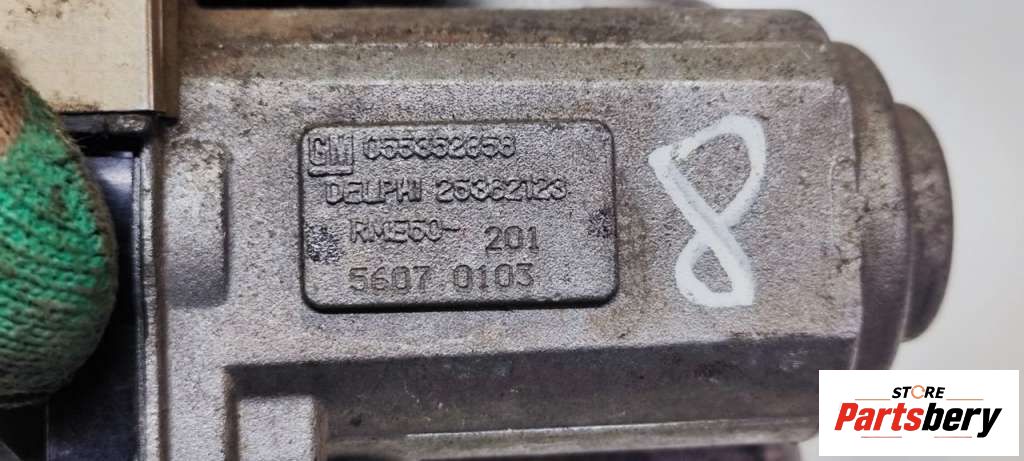 GM 055352858
DELPHI 25362123
RME50- 201
5607 0103
8
STORE
Partsbery